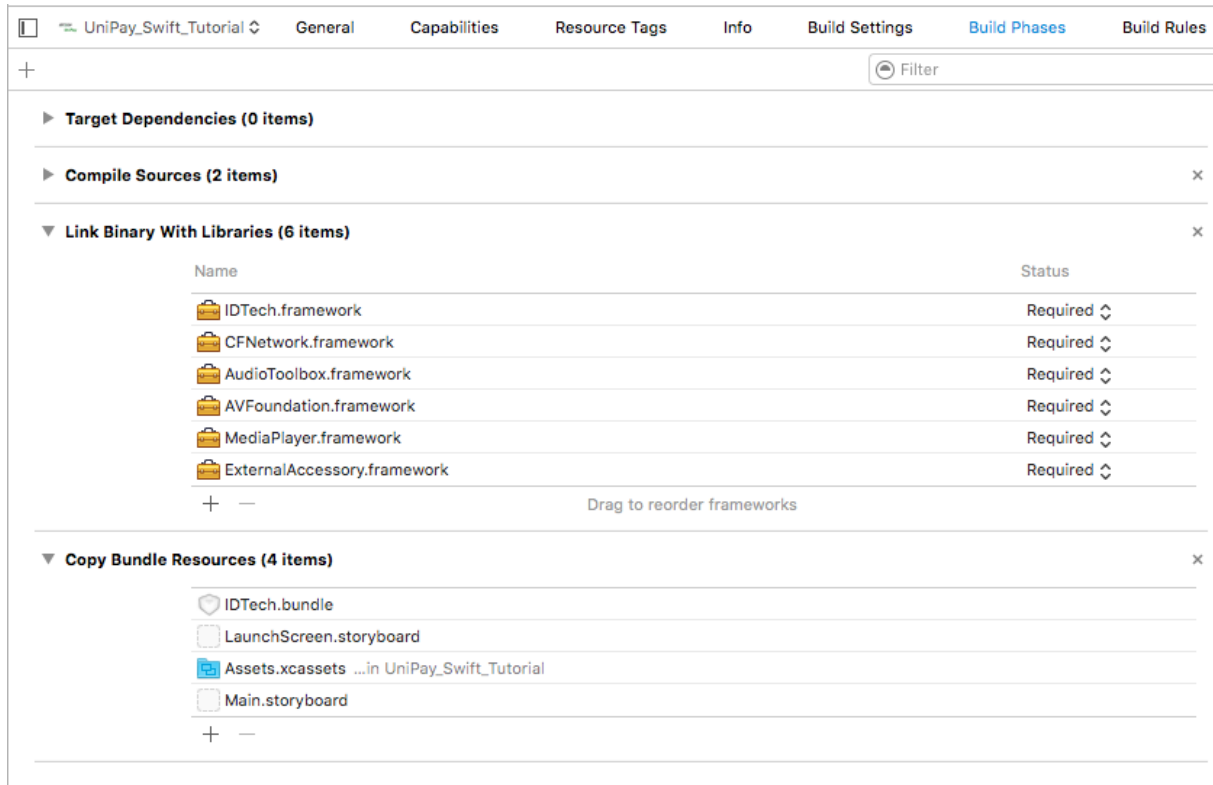 UniPay_Swift_Tutorial General Capabilities Resource Tags Info Build Settings Build Phases Build Rules
+ Filter
Target Dependencies (0 items)
Compile Sources (2 items) ×
Link Binary With Libraries (6 items) ×
Name Status
IDTech.framework Required
CFNetwork.framework Required
AudioToolbox.framework Required
AVFoundation.framework Required
MediaPlayer.framework Required
ExternalAccessory.framework Required
+ — Drag to reorder frameworks
Copy Bundle Resources (4 items) ×
IDTech.bundle
LaunchScreen.storyboard
Assets.xcassets ...in UniPay_Swift_Tutorial
Main.storyboard
+ —